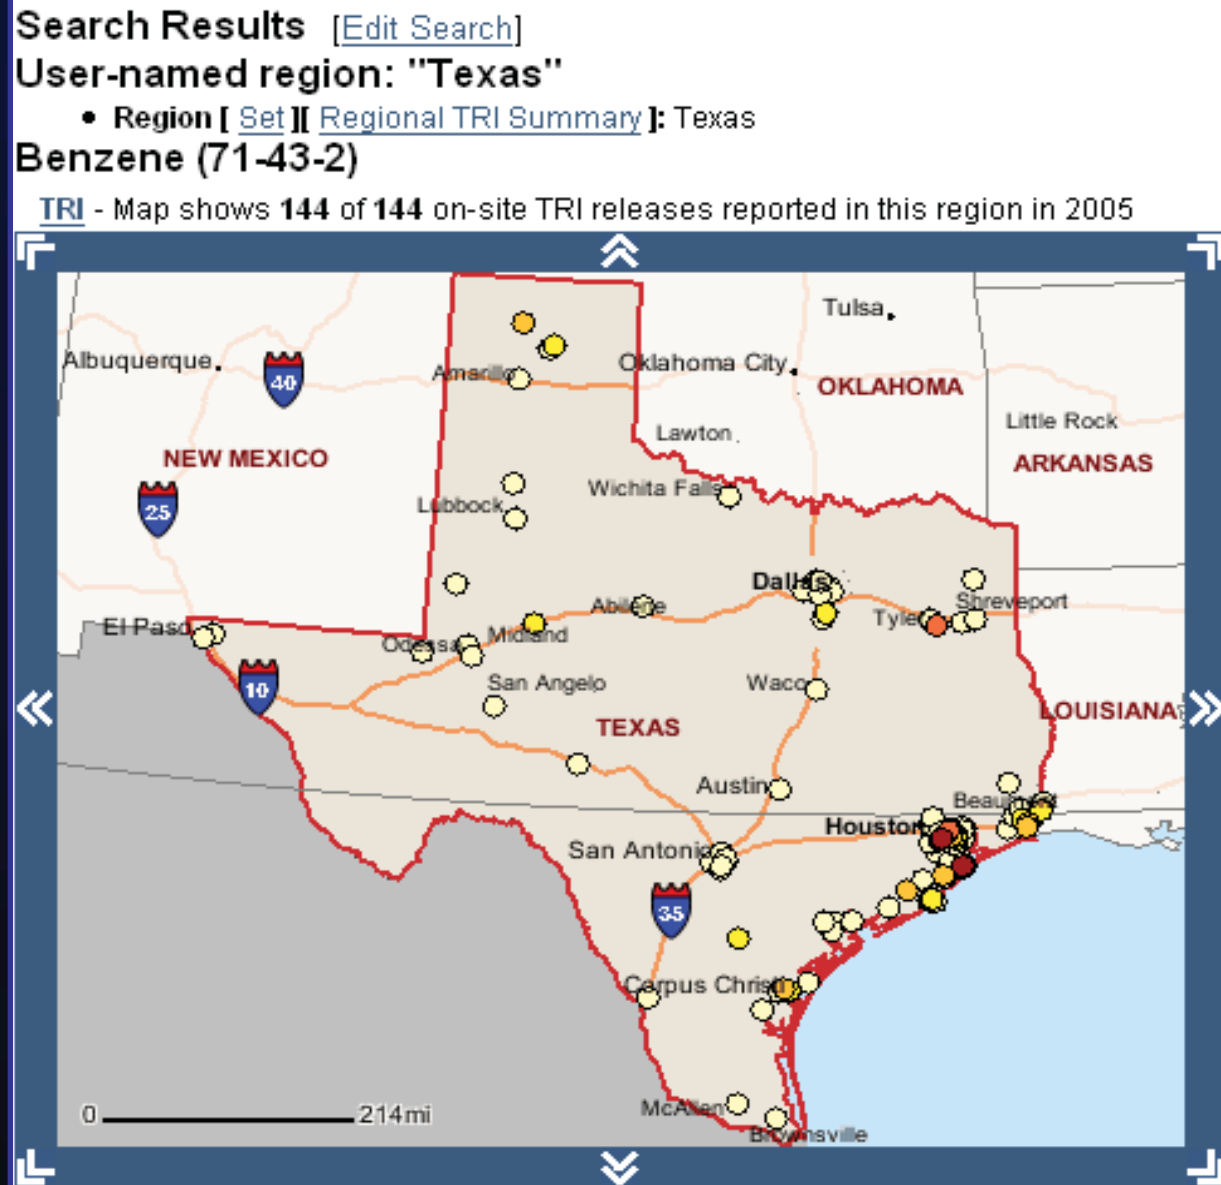 Search Results [Edit Search]
User-named region: "Texas"
• Region [ Set ][ Regional TRI Summary ]: Texas
Benzene (71-43-2)
TRI - Map shows 144 of 144 on-site TRI releases reported in this region in 2005
Tulsa
Albuquerque
40
Amarillo
Oklahoma City
OKLAHOMA
Little Rock
Lawton
NEW MEXICO
ARKANSAS
25
Lubbock
Wichita Falls
Dallas
Abilene
Shreveport
El Paso
Odessa
Midland
Tyler
10
San Angelo
Waco
TEXAS
LOUISIANA
Austin
Beaumont
Houston
San Antonio
35
Corpus Christi
McAllen
Brownsville
0 214mi